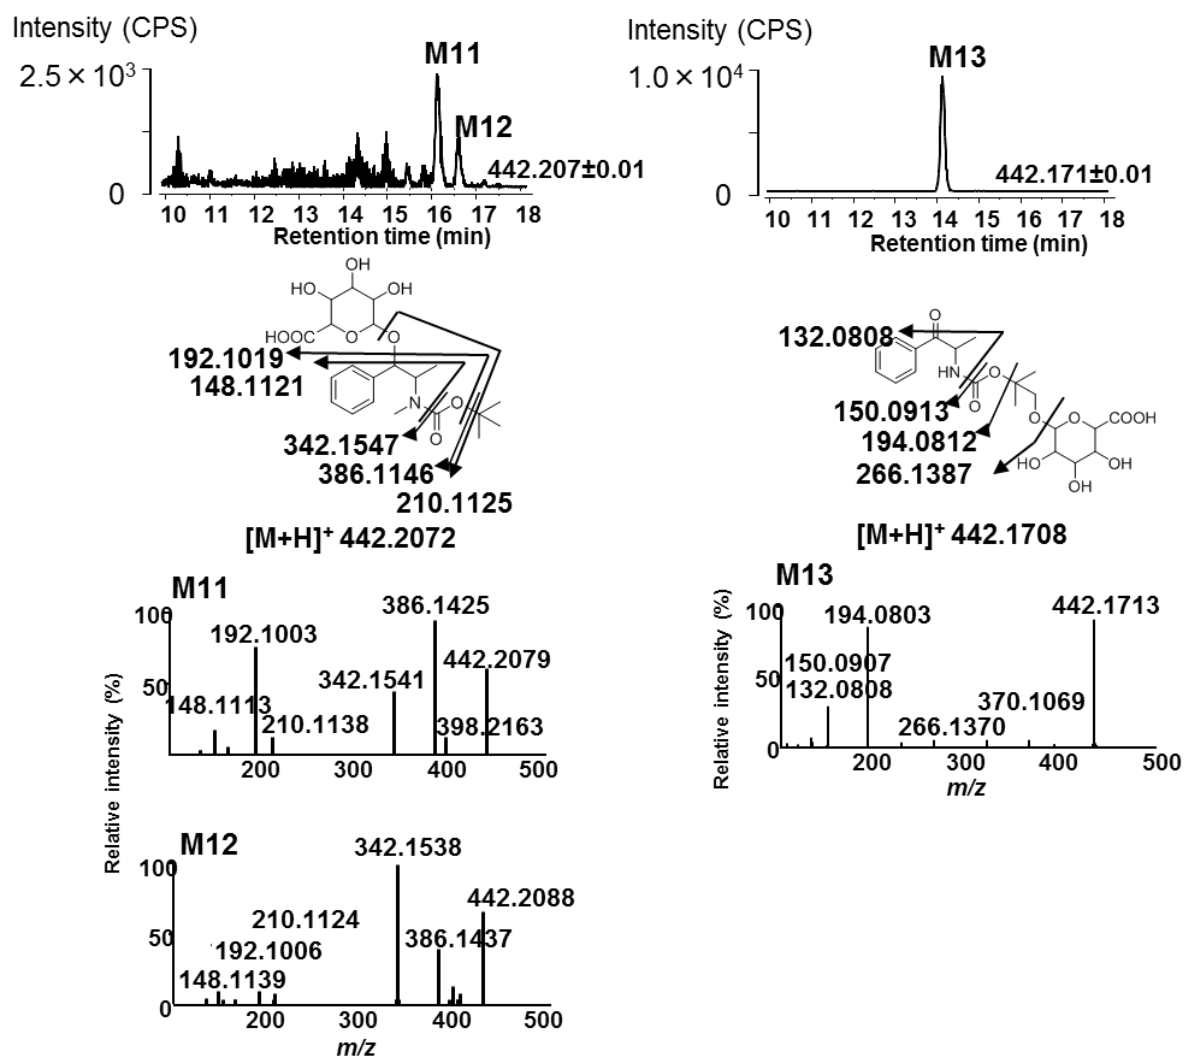 Intensity (CPS)
2.5 × 10³
0
M11
M12
442.207±0.01
10 11 12 13 14 15 16 17 18
Retention time (min)
Intensity (CPS)
1.0 × 10⁴
0
M13
442.171±0.01
10 11 12 13 14 15 16 17 18
Retention time (min)
OH
HO OH
HOOC O O
192.1019
148.1121
N O
O
342.1547
386.1146
210.1125
[M+H]⁺ 442.2072
O
132.0808
HN O
O
150.0913
O O COOH
194.0812
266.1387
HO OH
OH
[M+H]⁺ 442.1708
M11
Relative intensity (%)
100
50
386.1425
192.1003
442.2079
342.1541
148.1113
210.1138
398.2163
200 300 400 500
M13
Relative intensity (%)
100
50
0
194.0803
442.1713
150.0907
132.0808
370.1069
266.1370
200 300 400 500
m/z
M12
100
50
0
342.1538
442.2088
210.1124
386.1437
192.1006
148.1139
200 300 400 500
m/z